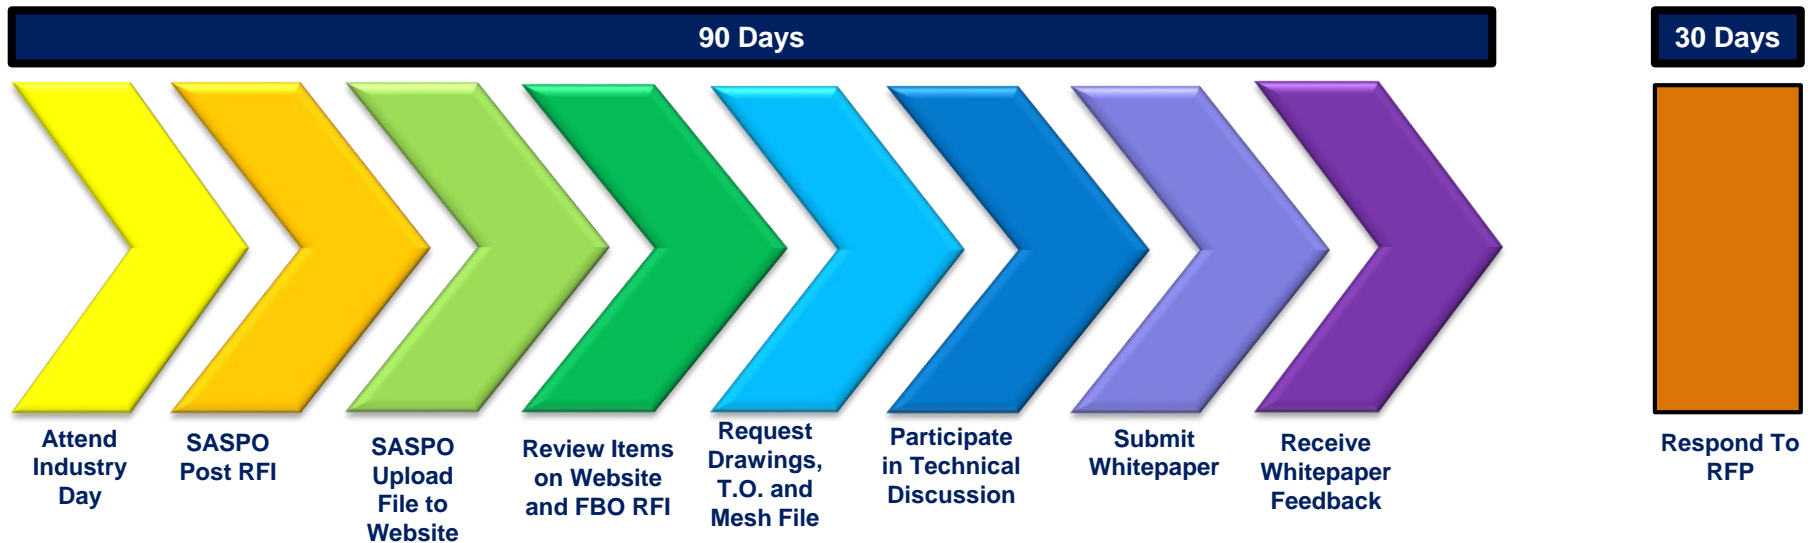 90 Days
30 Days
Attend
Industry
Day
SASPO
Post RFI
SASPO
Upload
File to
Website
Review Items
on Website
and FBO RFI
Request
Drawings,
T.O. and
Mesh File
Participate
in Technical
Discussion
Submit
Whitepaper
Receive
Whitepaper
Feedback
Respond To
RFP